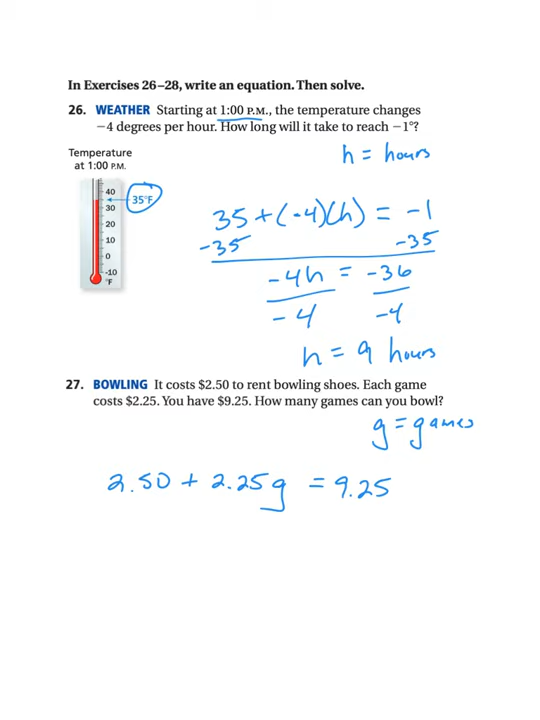 In Exercises 26–28, write an equation. Then solve.
26. WEATHER Starting at 1:00 P.M., the temperature changes
−4 degrees per hour. How long will it take to reach −1°?
h = hours
Temperature
at 1:00 P.M.
40
35°F
30
20
10
0
-10
°F
35 + (-4)(h) = -1
-35 -35
-4h = -36
-4 -4
h = 9 hours
27. BOWLING It costs $2.50 to rent bowling shoes. Each game
costs $2.25. You have $9.25. How many games can you bowl?
g = games
2.50 + 2.25g = 9.25